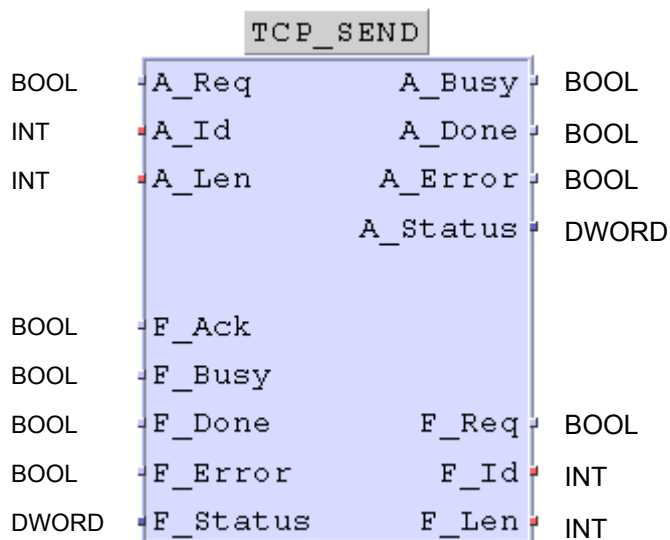 TCP_SEND
BOOL A_Req A_Busy BOOL
INT A_Id A_Done BOOL
INT A_Len A_Error BOOL
A_Status DWORD
BOOL F_Ack
BOOL F_Busy
BOOL F_Done F_Req BOOL
BOOL F_Error F_Id INT
DWORD F_Status F_Len INT